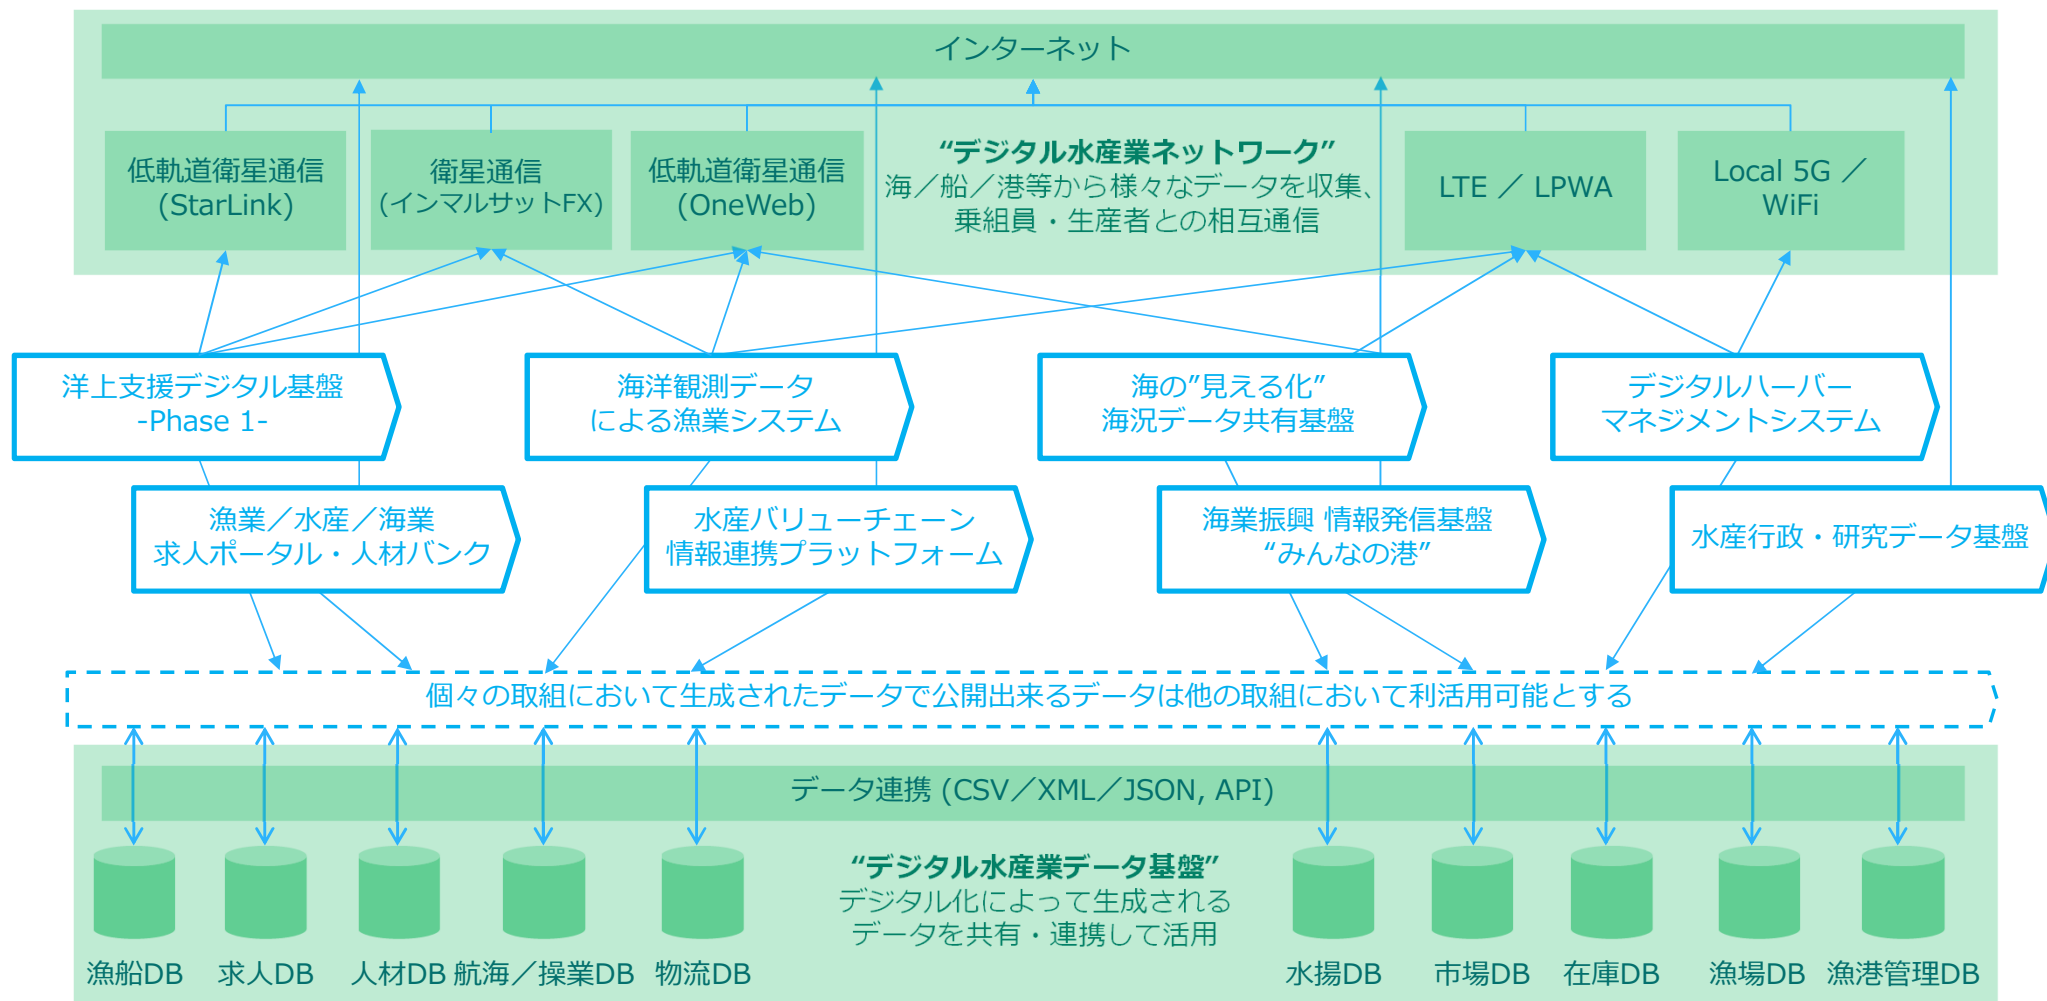 インターネット
低軌道衛星通信
(StarLink)
衛星通信
(インマルサットFX)
低軌道衛星通信
(OneWeb)
“デジタル水産業ネットワーク”
海／船／港等から様々なデータを収集、
乗組員・生産者との相互通信
LTE ／ LPWA
Local 5G ／
WiFi
洋上支援デジタル基盤
-Phase 1-
海洋観測データ
による漁業システム
海の”見える化”
海況データ共有基盤
デジタルハーバー
マネジメントシステム
漁業／水産／海業
求人ポータル・人材バンク
水産バリューチェーン
情報連携プラットフォーム
海業振興 情報発信基盤
“みんなの港”
水産行政・研究データ基盤
個々の取組において生成されたデータで公開出来るデータは他の取組において利活用可能とする
データ連携 (CSV／XML／JSON, API)
“デジタル水産業データ基盤”
デジタル化によって生成される
データを共有・連携して活用
漁船DB
求人DB
人材DB
航海／操業DB
物流DB
水揚DB
市場DB
在庫DB
漁場DB
漁港管理DB